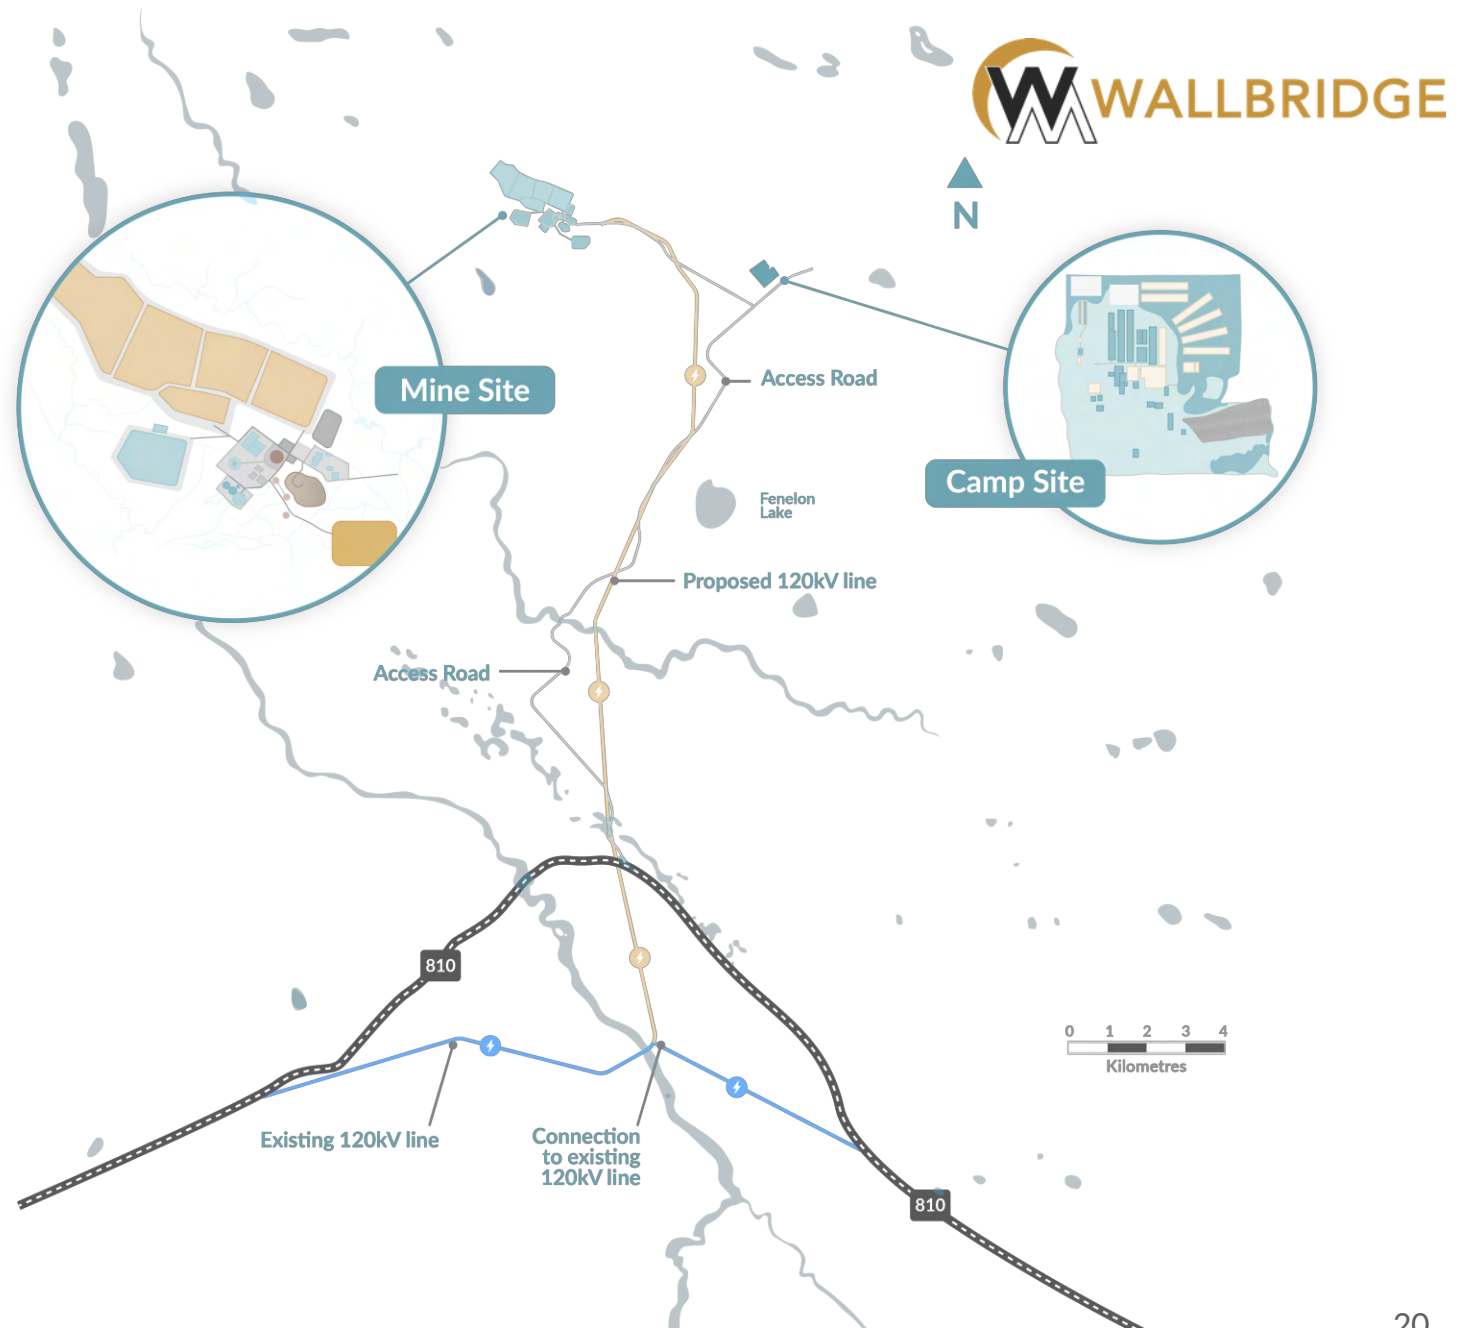 WALLBRIDGE
N
Mine Site
Access Road
Camp Site
Fenelon
Lake
Proposed 120kV line
Access Road
810
0 1 2 3 4
Kilometres
Existing 120kV line
Connection
to existing
120kV line
810
20